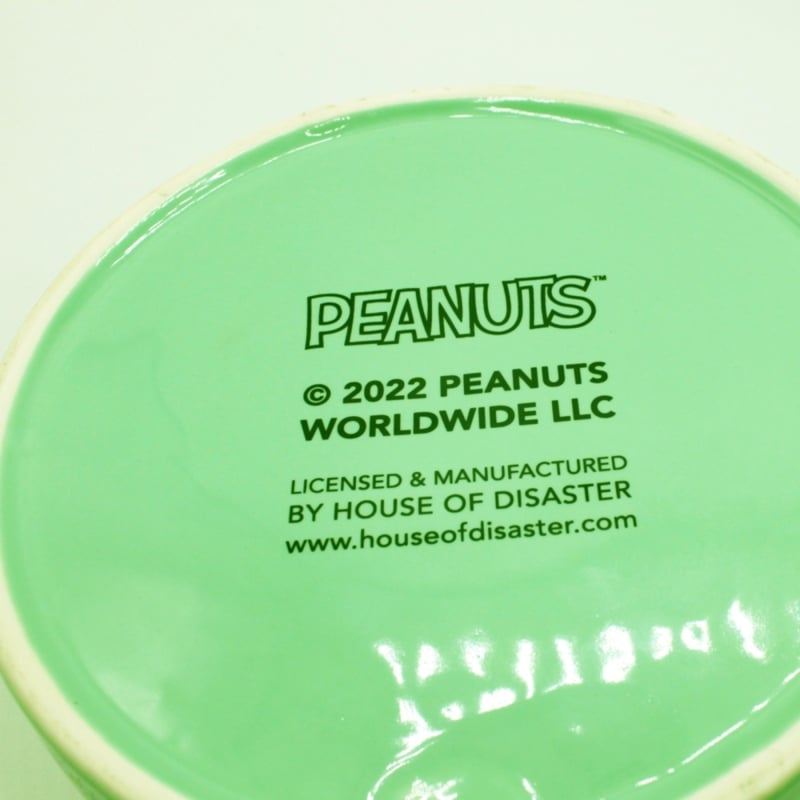 PEANUTS™
© 2022 PEANUTS
WORLDWIDE LLC
LICENSED & MANUFACTURED
BY HOUSE OF DISASTER
www.houseofdisaster.com